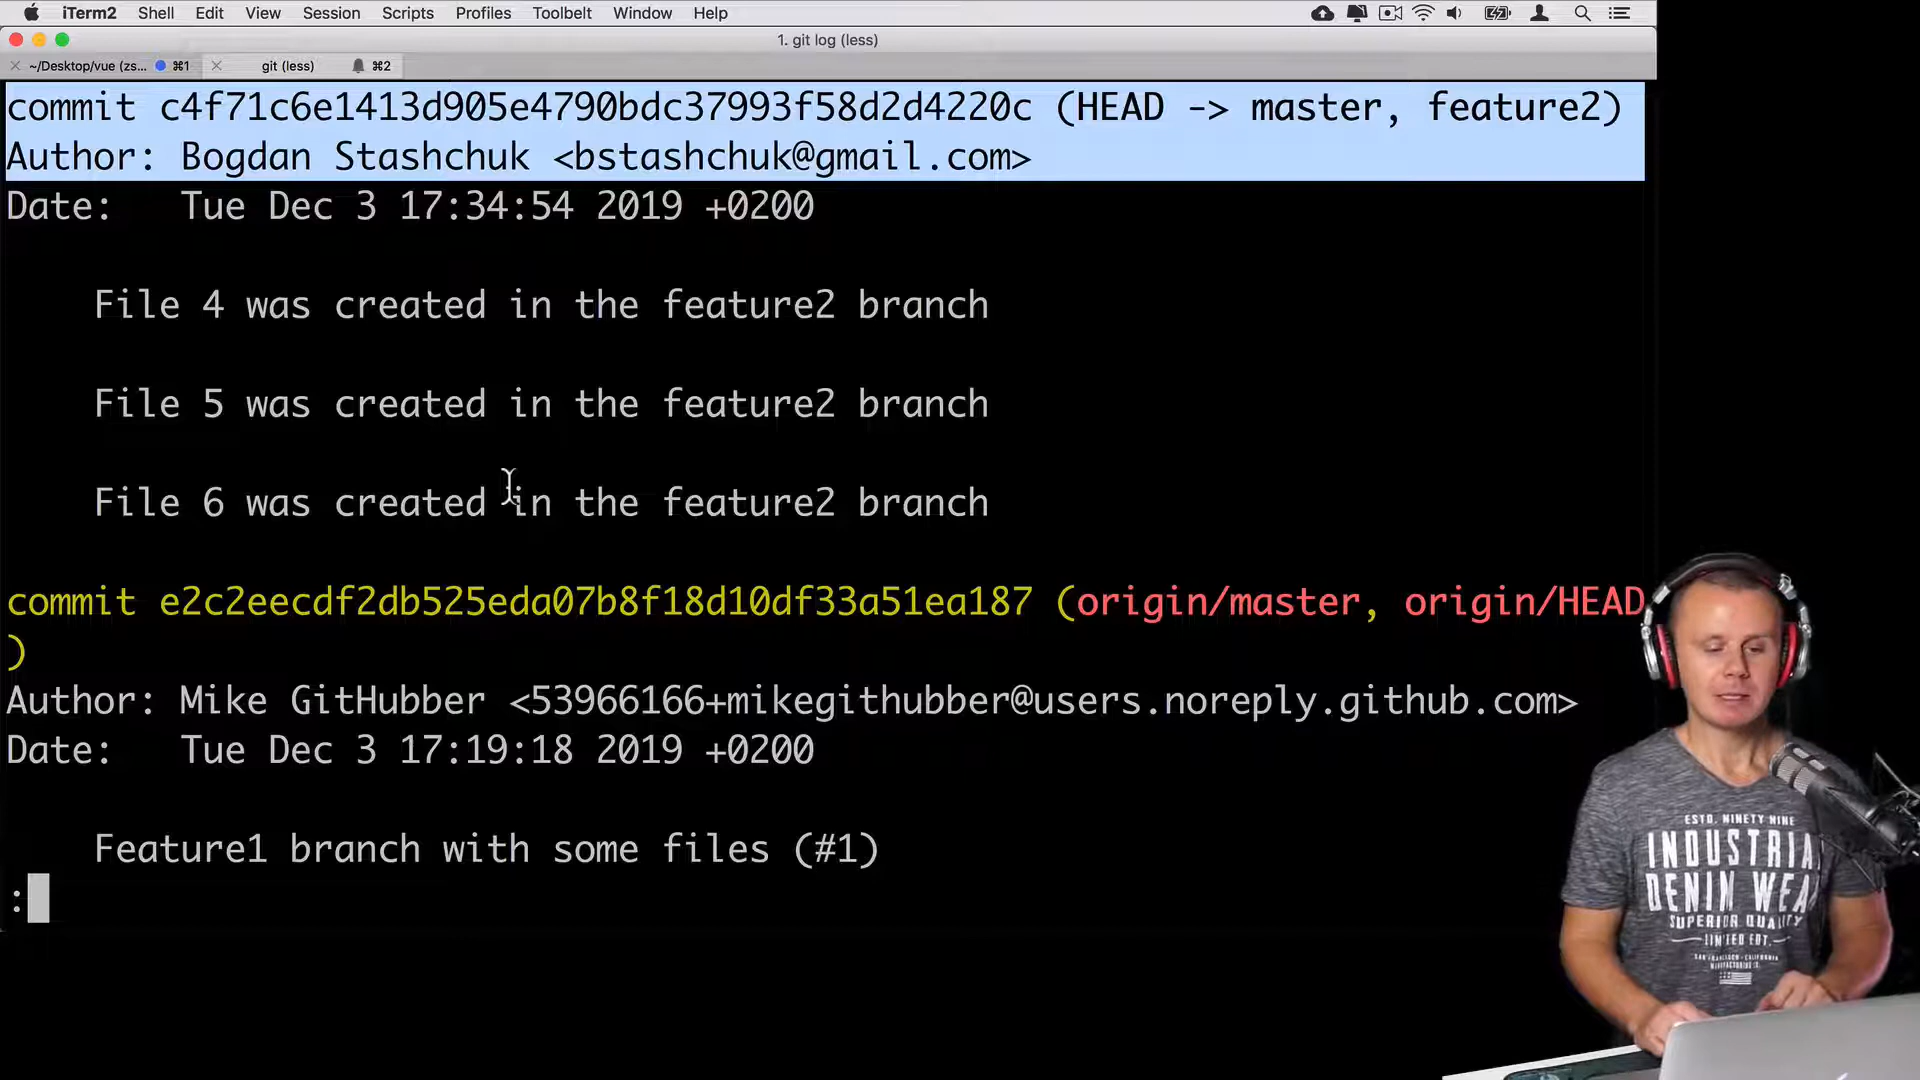 iTerm2 Shell Edit View Session Scripts Profiles Toolbelt Window Help
1. git log (less)
~/Desktop/vue (zs... ⌘1 git (less) ⌘2
commit c4f71c6e1413d905e4790bdc37993f58d2d4220c (HEAD -> master, feature2)
Author: Bogdan Stashchuk <bstashchuk@gmail.com>
Date:   Tue Dec 3 17:34:54 2019 +0200
File 4 was created in the feature2 branch
File 5 was created in the feature2 branch
File 6 was created in the feature2 branch
commit e2c2eecdf2db525eda07b8f18d10df33a51ea187 (origin/master, origin/HEAD
)
Author: Mike GitHubber <53966166+mikegithubber@users.noreply.github.com>
Date:   Tue Dec 3 17:19:18 2019 +0200
Feature1 branch with some files (#1)
:
ESTD. NINETY NINE
INDUSTRIA
DENIM WEA
SUPERIOR QUALITY
LIMITED EDT.